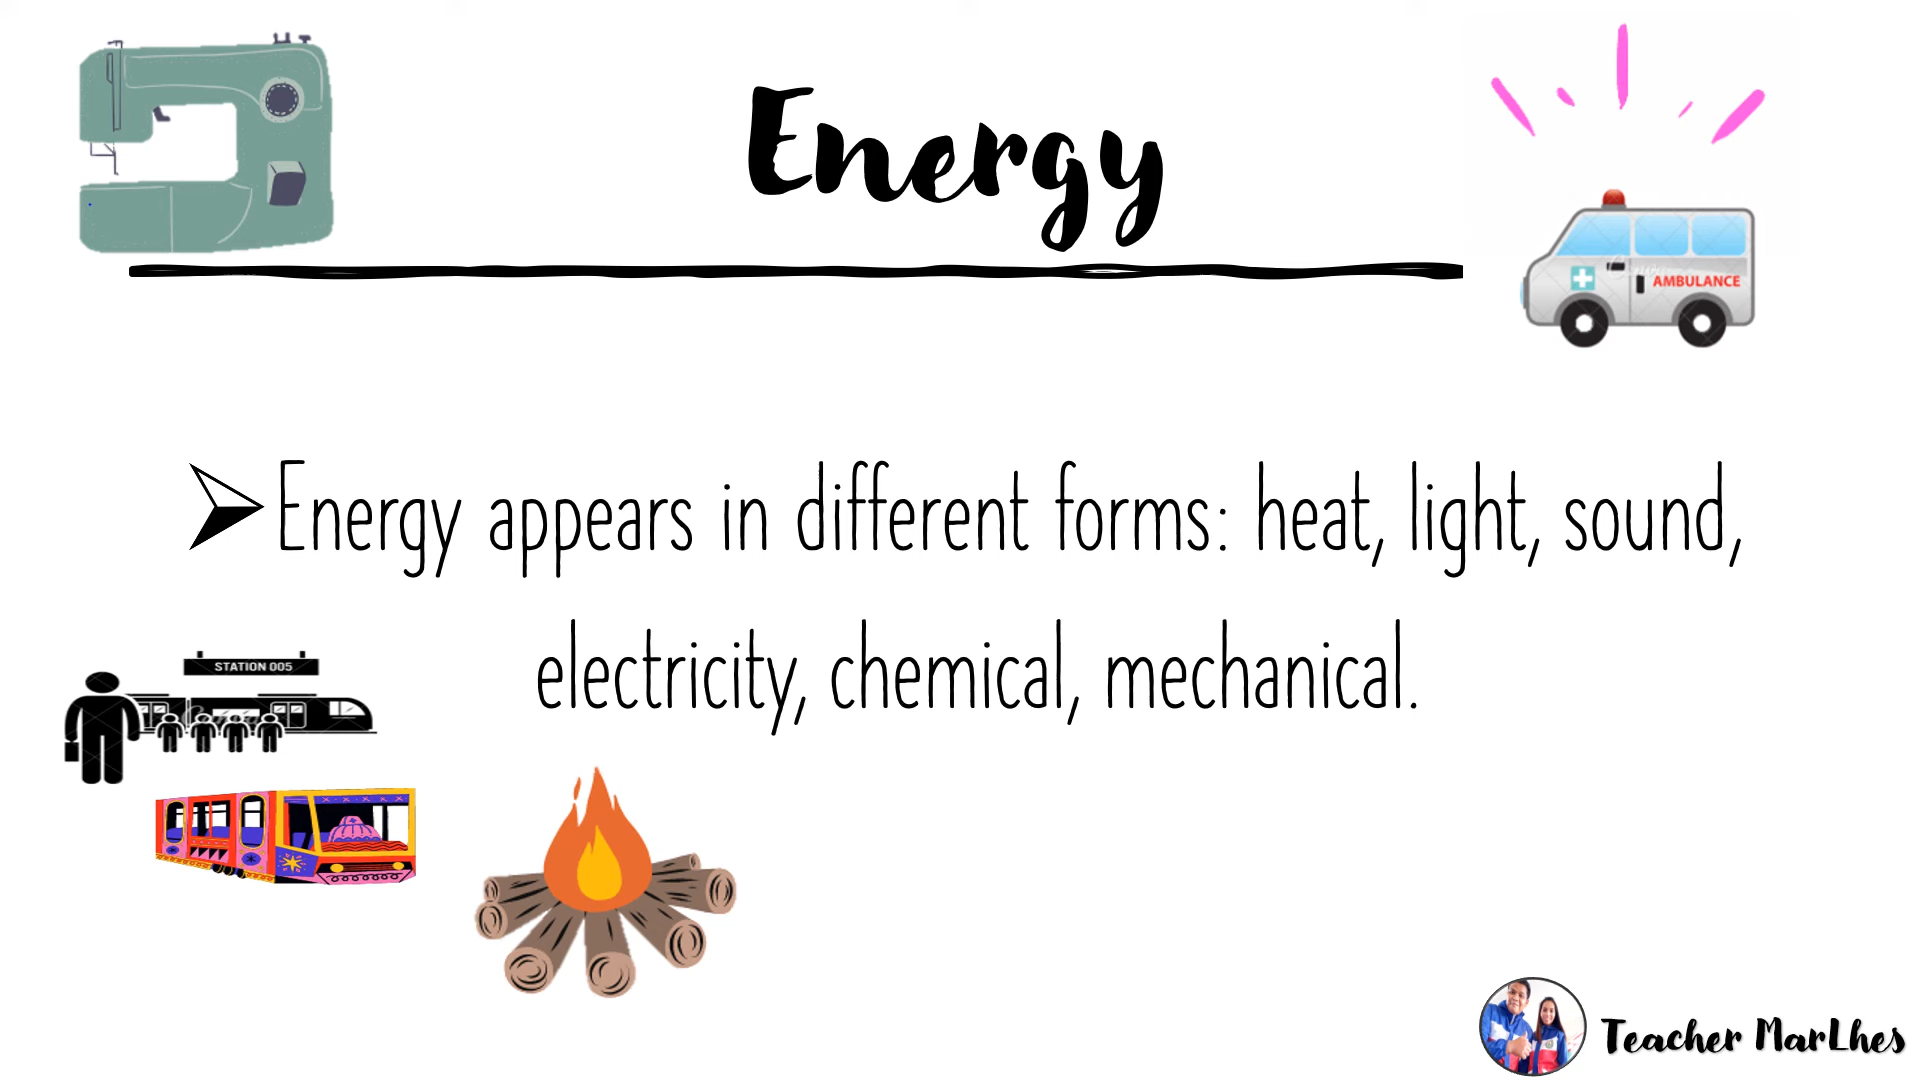 Energy
AMBULANCE
Energy appears in different forms: heat, light, sound,
electricity, chemical, mechanical.
STATION 005
Teacher MarLhes